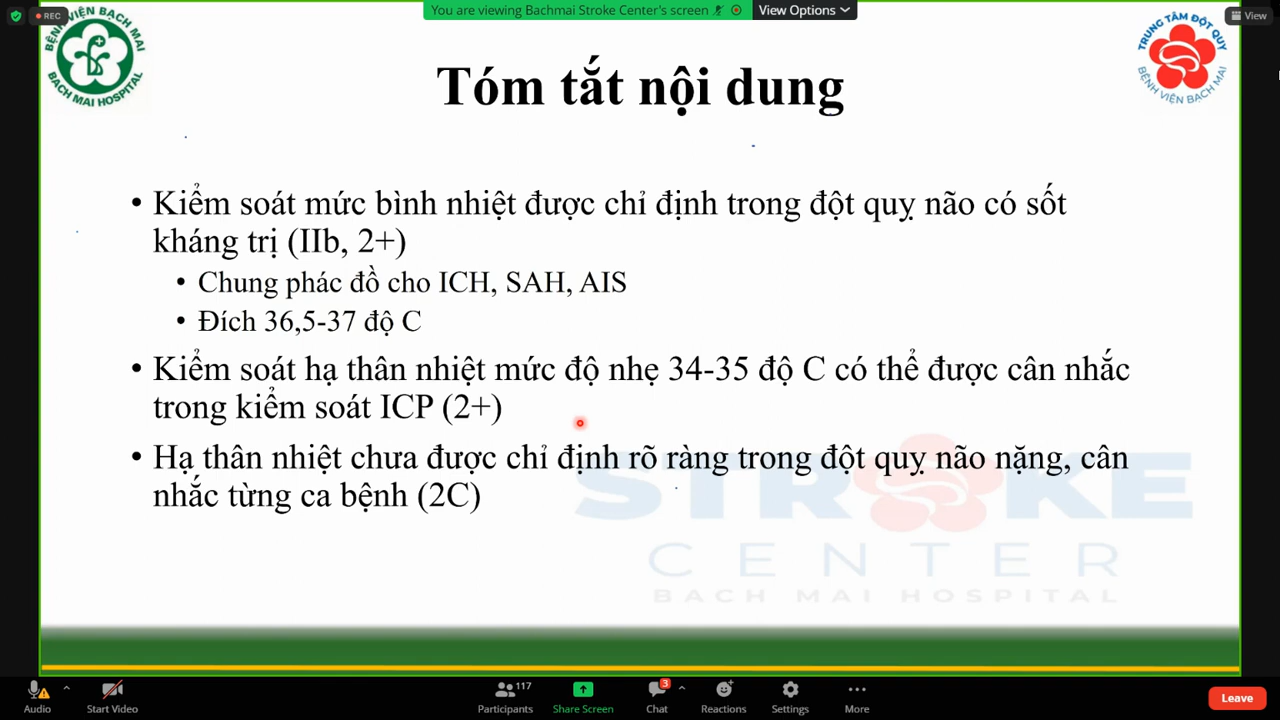 REC
You are viewing Bachmai Stroke Center's screen
View Options
View
BỆNH VIỆN BẠCH MAI
BACH MAI HOSPITAL
TRUNG TÂM ĐỘT QUỴ
BỆNH VIỆN BẠCH MAI
Tóm tắt nội dung
• Kiểm soát mức bình nhiệt được chỉ định trong đột quỵ não có sốt
kháng trị (IIb, 2+)
• Chung phác đồ cho ICH, SAH, AIS
• Đích 36,5-37 độ C
• Kiểm soát hạ thân nhiệt mức độ nhẹ 34-35 độ C có thể được cân nhắc
trong kiểm soát ICP (2+)
• Hạ thân nhiệt chưa được chỉ định rõ ràng trong đột quỵ não nặng, cân
nhắc từng ca bệnh (2C)
STROKE
CENTER
BACH MAI HOSPITAL
Audio
Start Video
Participants
117
Share Screen
Chat
3
Reactions
Settings
More
Leave